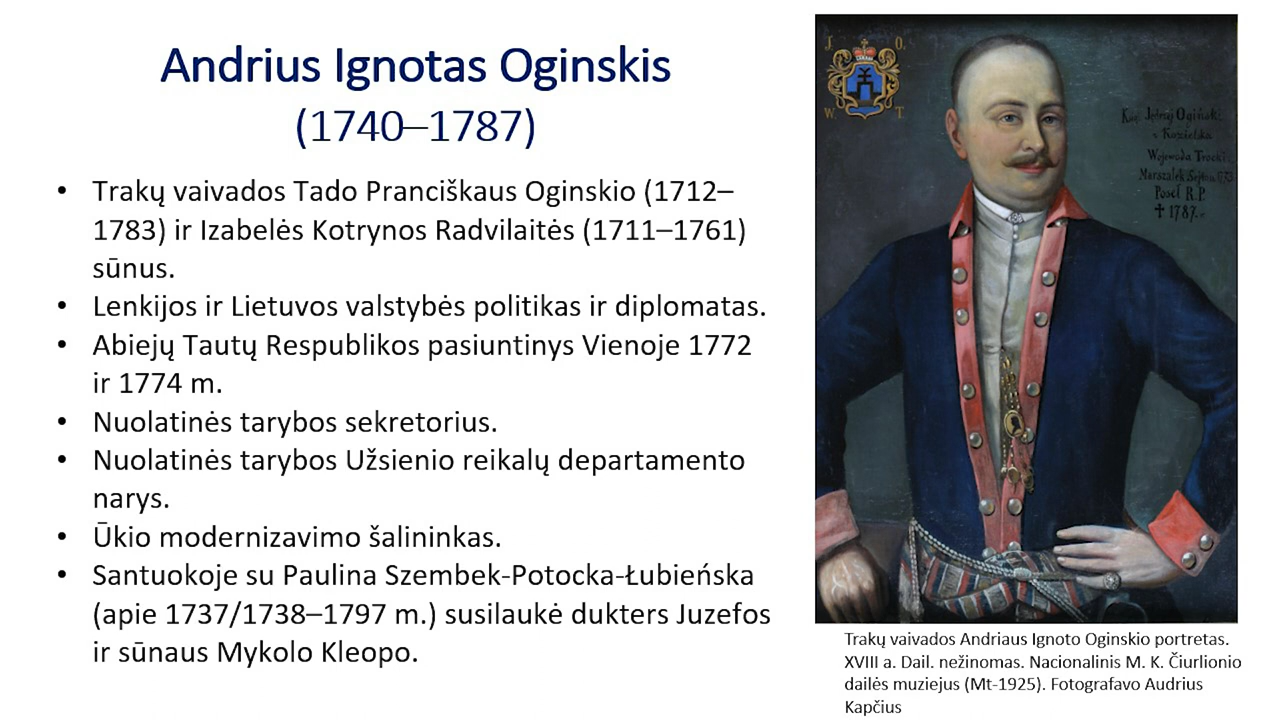 Andrius Ignotas Oginskis
(1740–1787)
• Trakų vaivados Tado Pranciškaus Oginskio (1712–
1783) ir Izabelės Kotrynos Radvilaitės (1711–1761)
sūnus.
• Lenkijos ir Lietuvos valstybės politikas ir diplomatas.
• Abiejų Tautų Respublikos pasiuntinys Vienoje 1772
ir 1774 m.
• Nuolatinės tarybos sekretorius.
• Nuolatinės tarybos Užsienio reikalų departamento
narys.
• Ūkio modernizavimo šalininkas.
• Santuokoje su Paulina Szembek-Potocka-Łubieńska
(apie 1737/1738–1797 m.) susilaukė dukters Juzefos
ir sūnaus Mykolo Kleopo.
J. O.
W. T.
Jędrzej Ogiński
z Kozielska
Wojewoda Trocki
Marszałek Sejmu
Poseł R.P.
✝ 1787.
Trakų vaivados Andriaus Ignoto Oginskio portretas.
XVIII a. Dail. nežinomas. Nacionalinis M. K. Čiurlionio
dailės muziejus (Mt-1925). Fotografavo Audrius
Kapčius